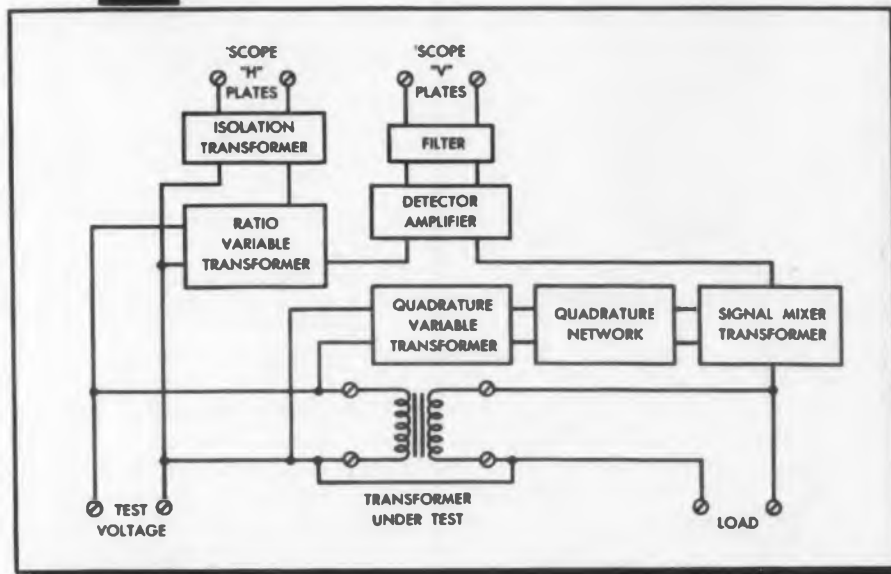 SCOPE
"H"
PLATES
SCOPE
"V"
PLATES
ISOLATION
TRANSFORMER
FILTER
RATIO
VARIABLE
TRANSFORMER
DETECTOR
AMPLIFIER
QUADRATURE
VARIABLE
TRANSFORMER
QUADRATURE
NETWORK
SIGNAL MIXER
TRANSFORMER
TEST
VOLTAGE
TRANSFORMER
UNDER TEST
LOAD